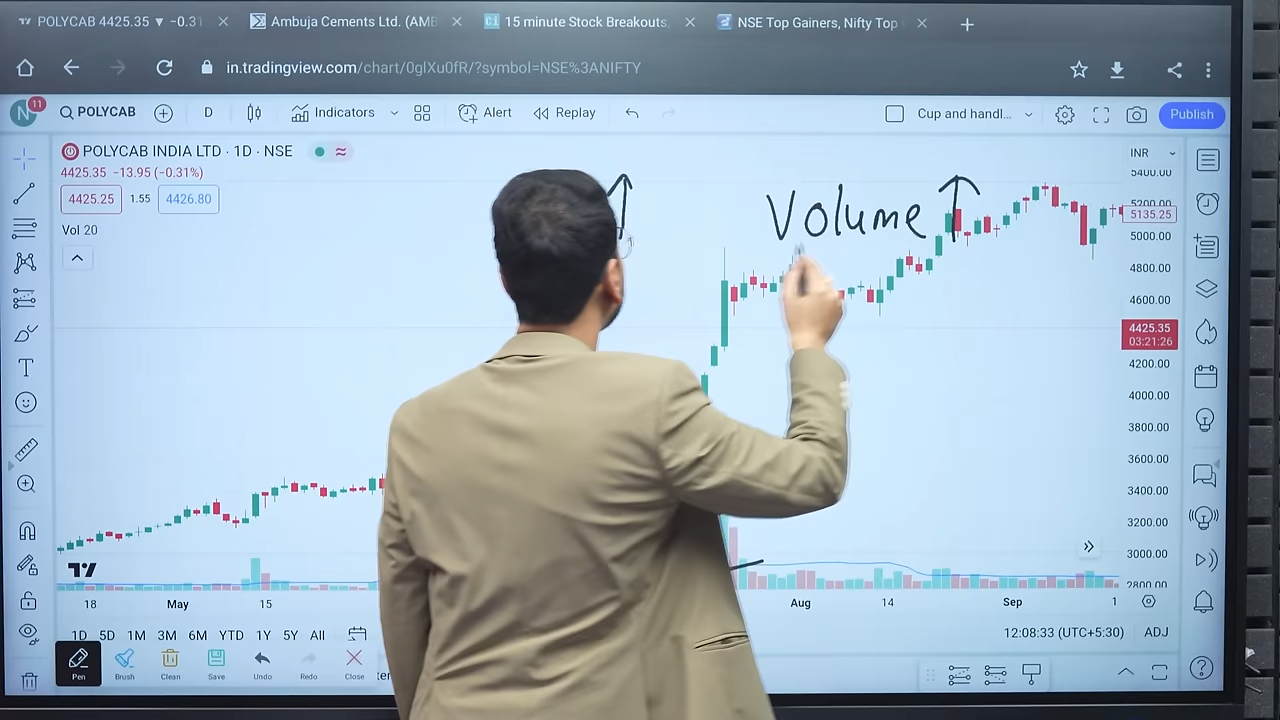 POLYCAB 4425.35 ▼ −0.31
Ambuja Cements Ltd. (AMB
Ci 15 minute Stock Breakouts,
NSE Top Gainers, Nifty Top
in.tradingview.com/chart/0glXu0fR/?symbol=NSE%3ANIFTY
N 11 POLYCAB D Indicators Alert Replay Cup and handl... Publish
POLYCAB INDIA LTD · 1D · NSE
INR
4425.35 −13.95 (−0.31%)
5400.00
4425.25 1.55 4426.80
Volume
5200.00
5135.25
Vol 20
5000.00
4800.00
4600.00
4425.35
03:21:26
4200.00
4000.00
3800.00
3600.00
3400.00
3200.00
3000.00
2800.00
18 May 15 Aug 14 Sep 1
1D 5D 1M 3M 6M YTD 1Y 5Y All
12:08:33 (UTC+5:30) ADJ
Pen Brush Clean Save Undo Redo Close